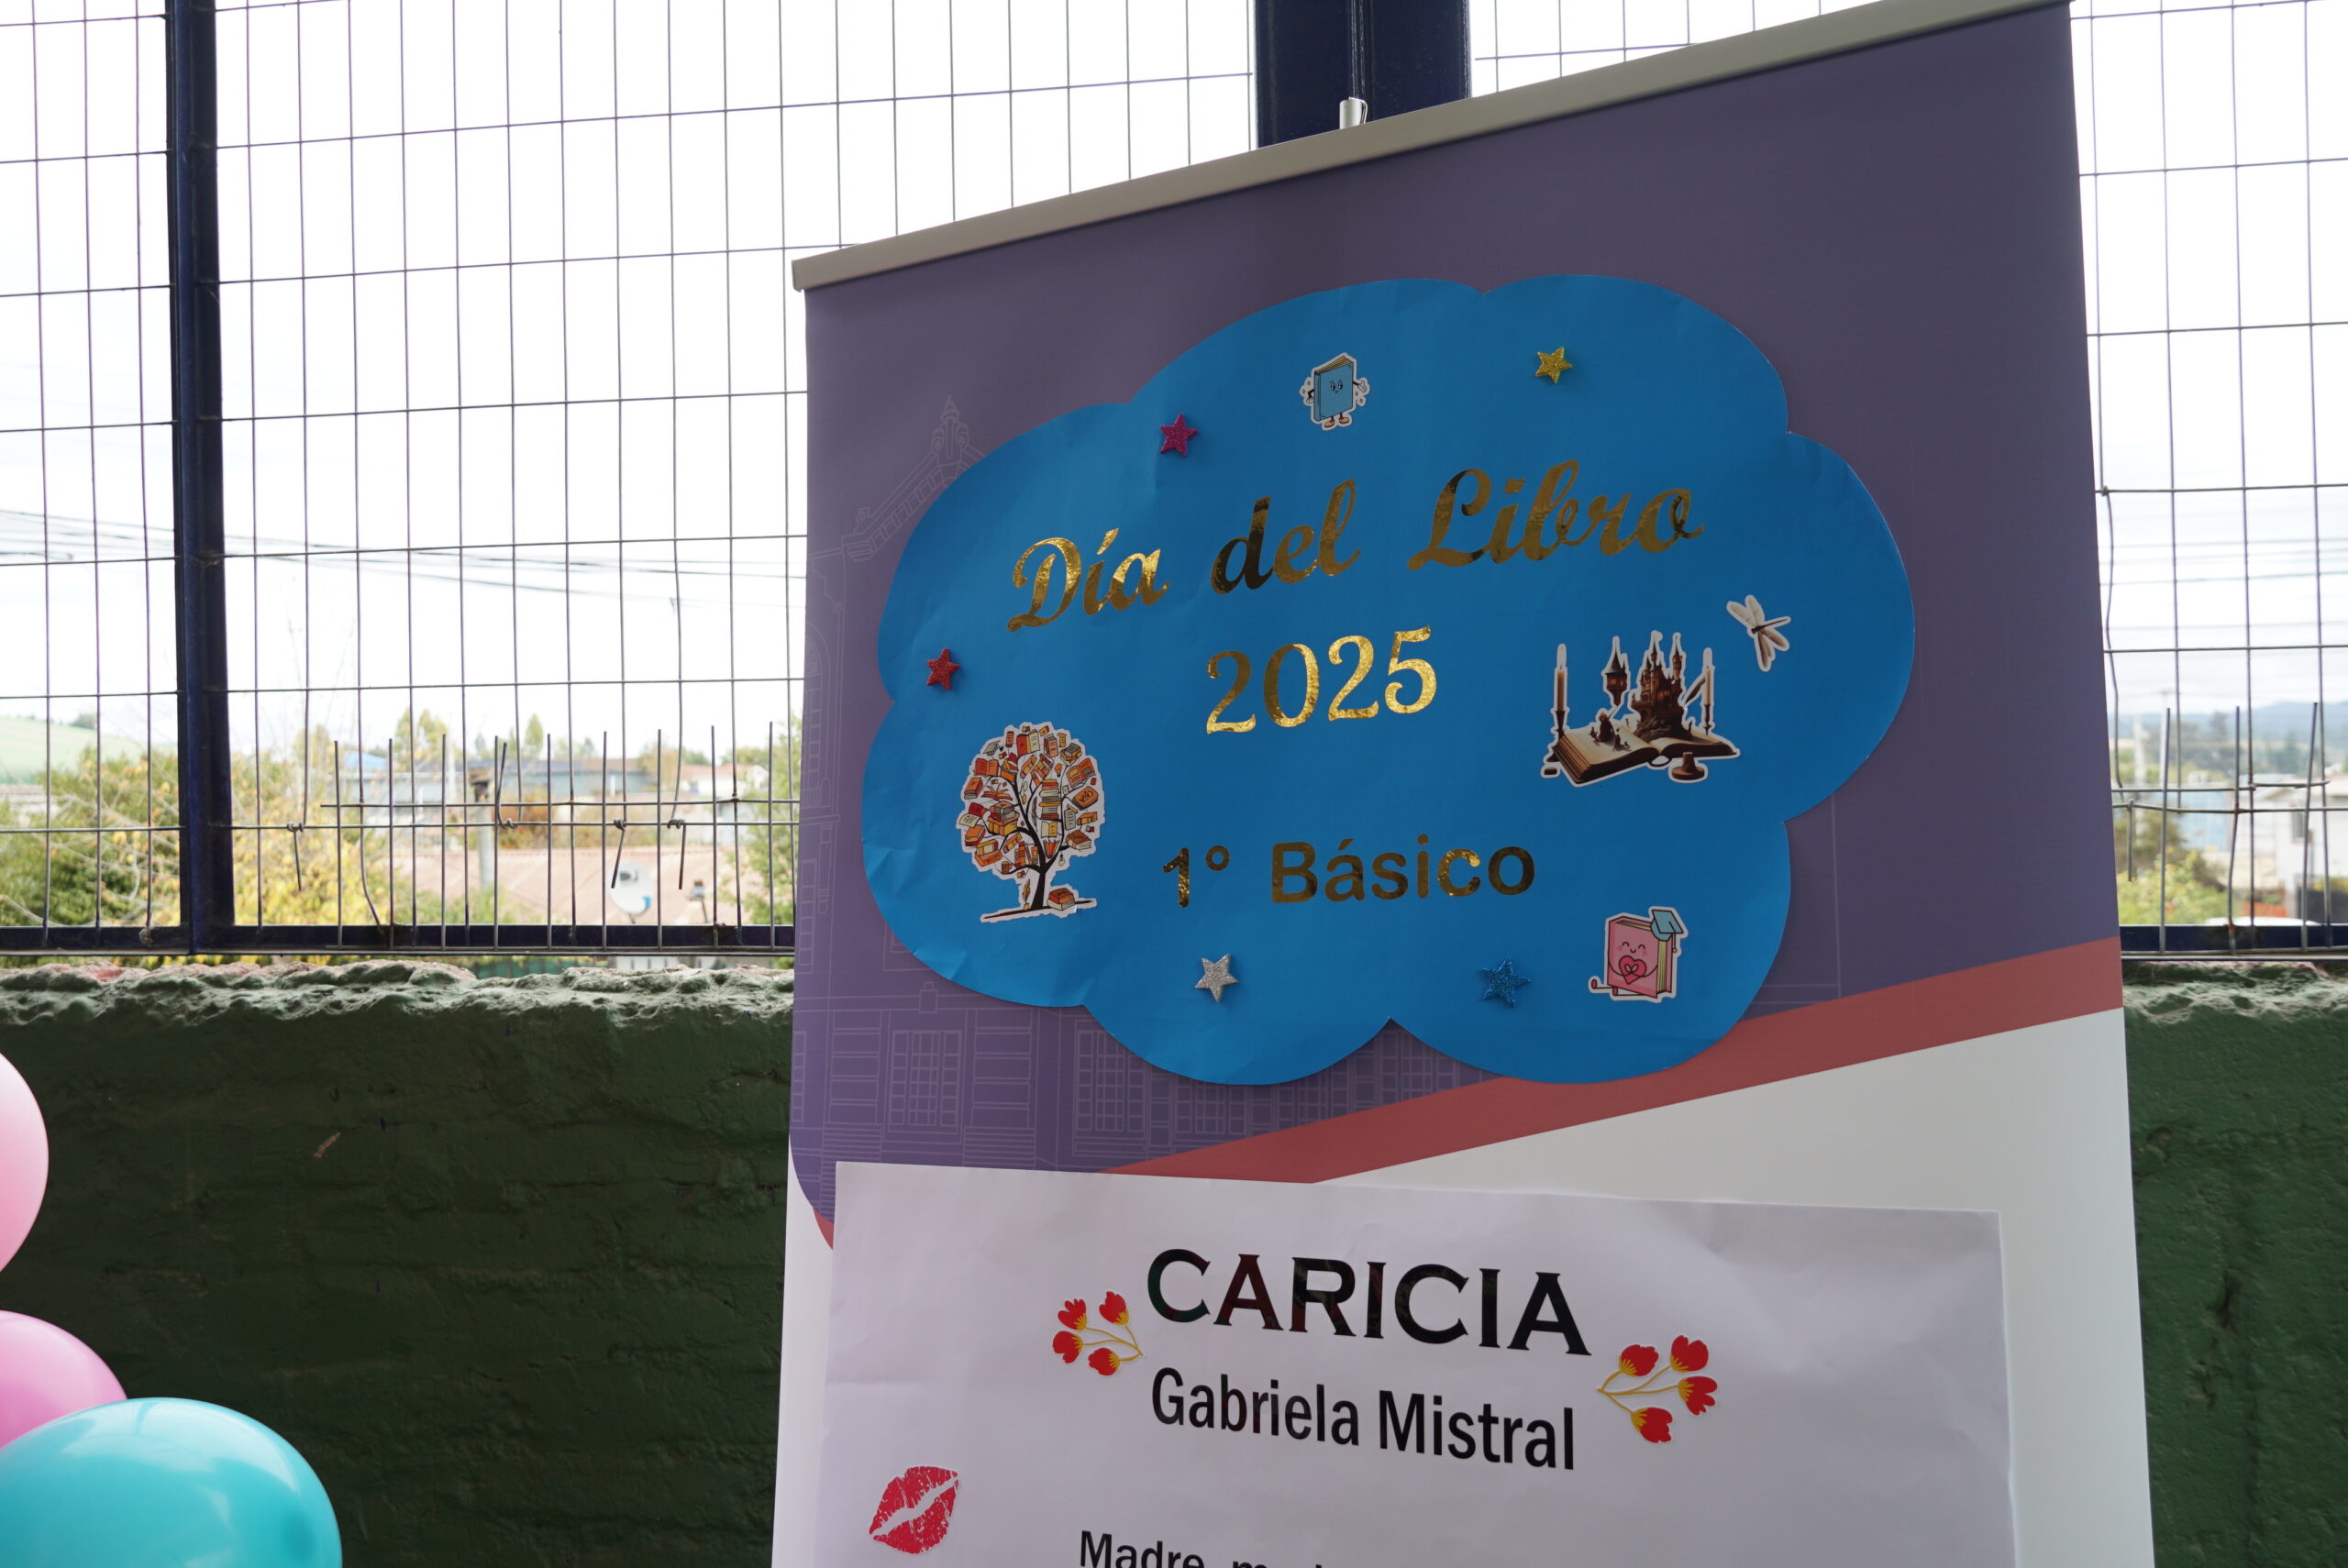 Día del Libro
2025
1° Básico
CARICIA
Gabriela Mistral
Madre,